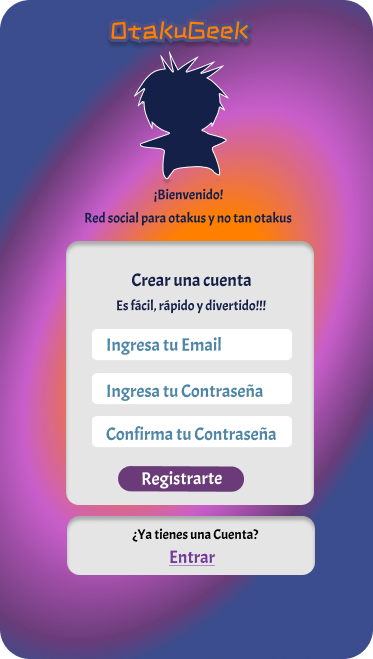 OtakuGeek
¡Bienvenido!
Red social para otakus y no tan otakus
Crear una cuenta
Es fácil, rápido y divertido!!!
Ingresa tu Email
Ingresa tu Contraseña
Confirma tu Contraseña
Registrarte
¿Ya tienes una Cuenta?
Entrar